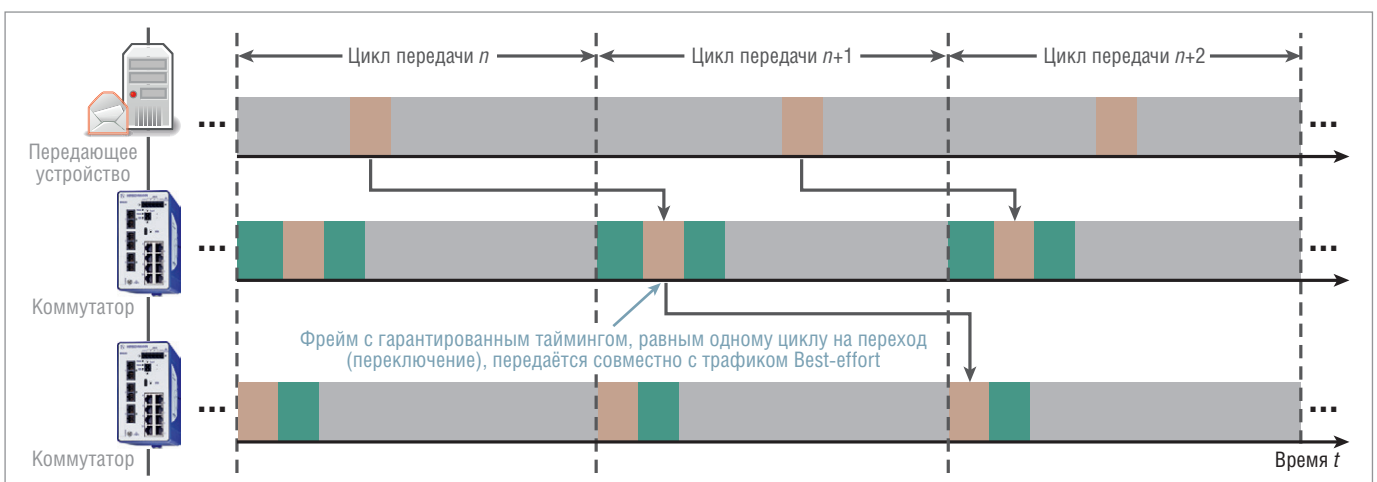 Цикл передачи n
Цикл передачи n+1
Цикл передачи n+2
... ...
Передающее
устройство
... ...
Коммутатор
Фрейм с гарантированным таймингом, равным одному циклу на переход
(переключение), передаётся совместно с трафиком Best-effort
... ...
Коммутатор
Время t